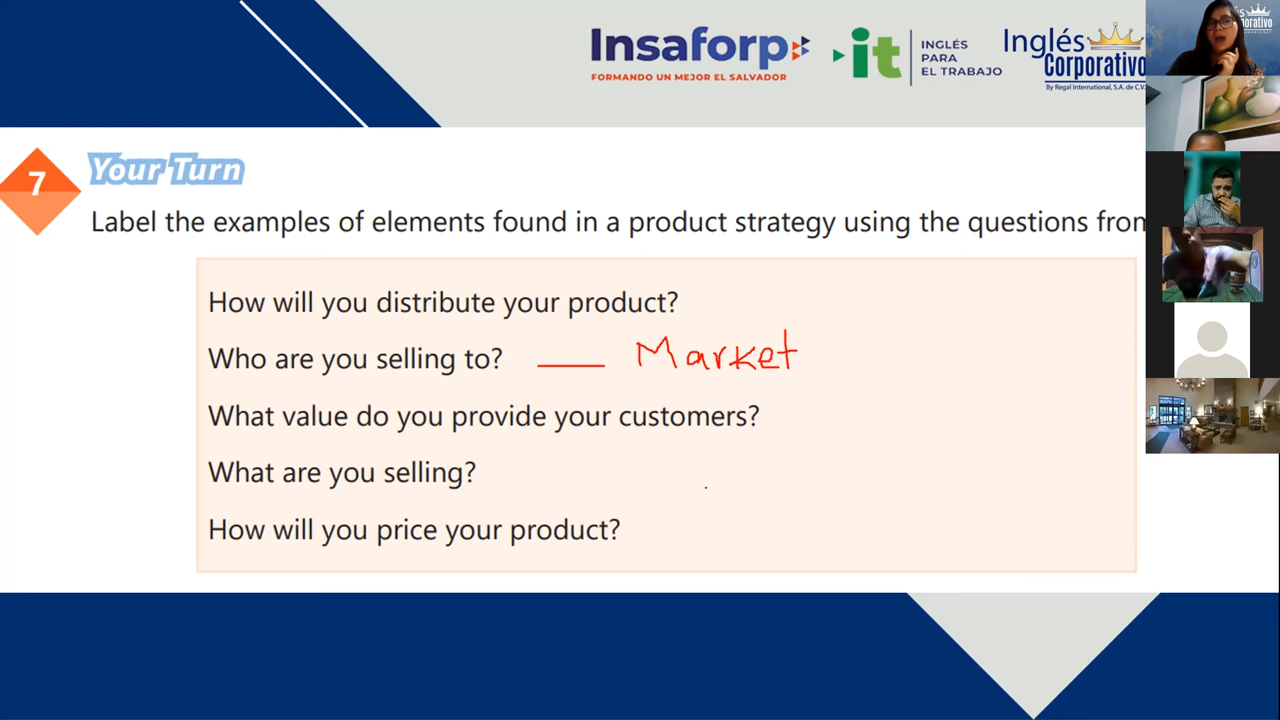 Insaforp
FORMANDO UN MEJOR EL SALVADOR
it
INGLÉS
PARA
EL TRABAJO
Inglés
Corporativo
By Regal International, S.A. de C.V.
7
Your Turn
Label the examples of elements found in a product strategy using the questions from
How will you distribute your product?
Who are you selling to? ___ Market
What value do you provide your customers?
What are you selling?
How will you price your product?